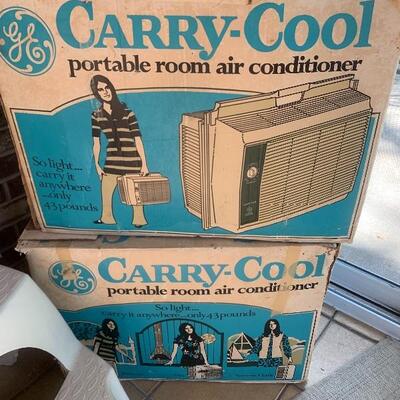 GE
CARRY-COOL
portable room air conditioner
So light....
carry it
anywhere
...only
43 pounds
GE
CARRY-COOL
portable room air conditioner
So light....
carry it anywhere...only 43 pounds